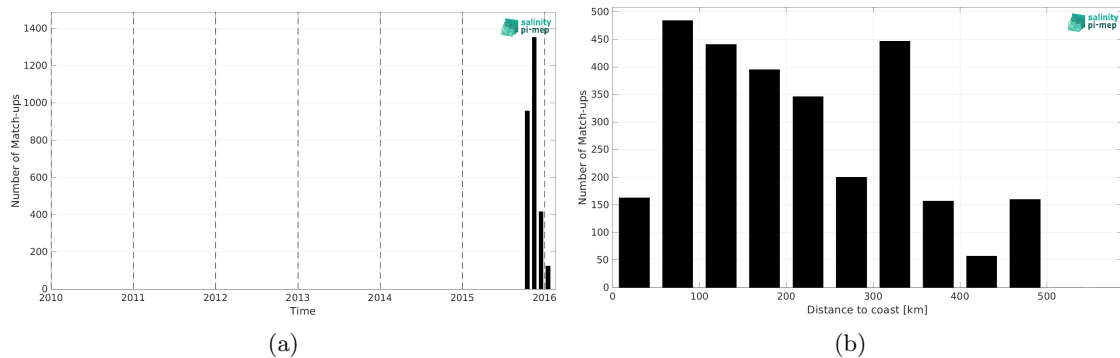 salinity
pi-mep
1400
1200
1000
800
600
400
200
0
Number of Match-ups
2010 2011 2012 2013 2014 2015 2016
Time
(a)
salinity
pi-mep
500
450
400
350
300
250
200
150
100
50
0
Number of Match-ups
0 100 200 300 400 500
Distance to coast [km]
(b)